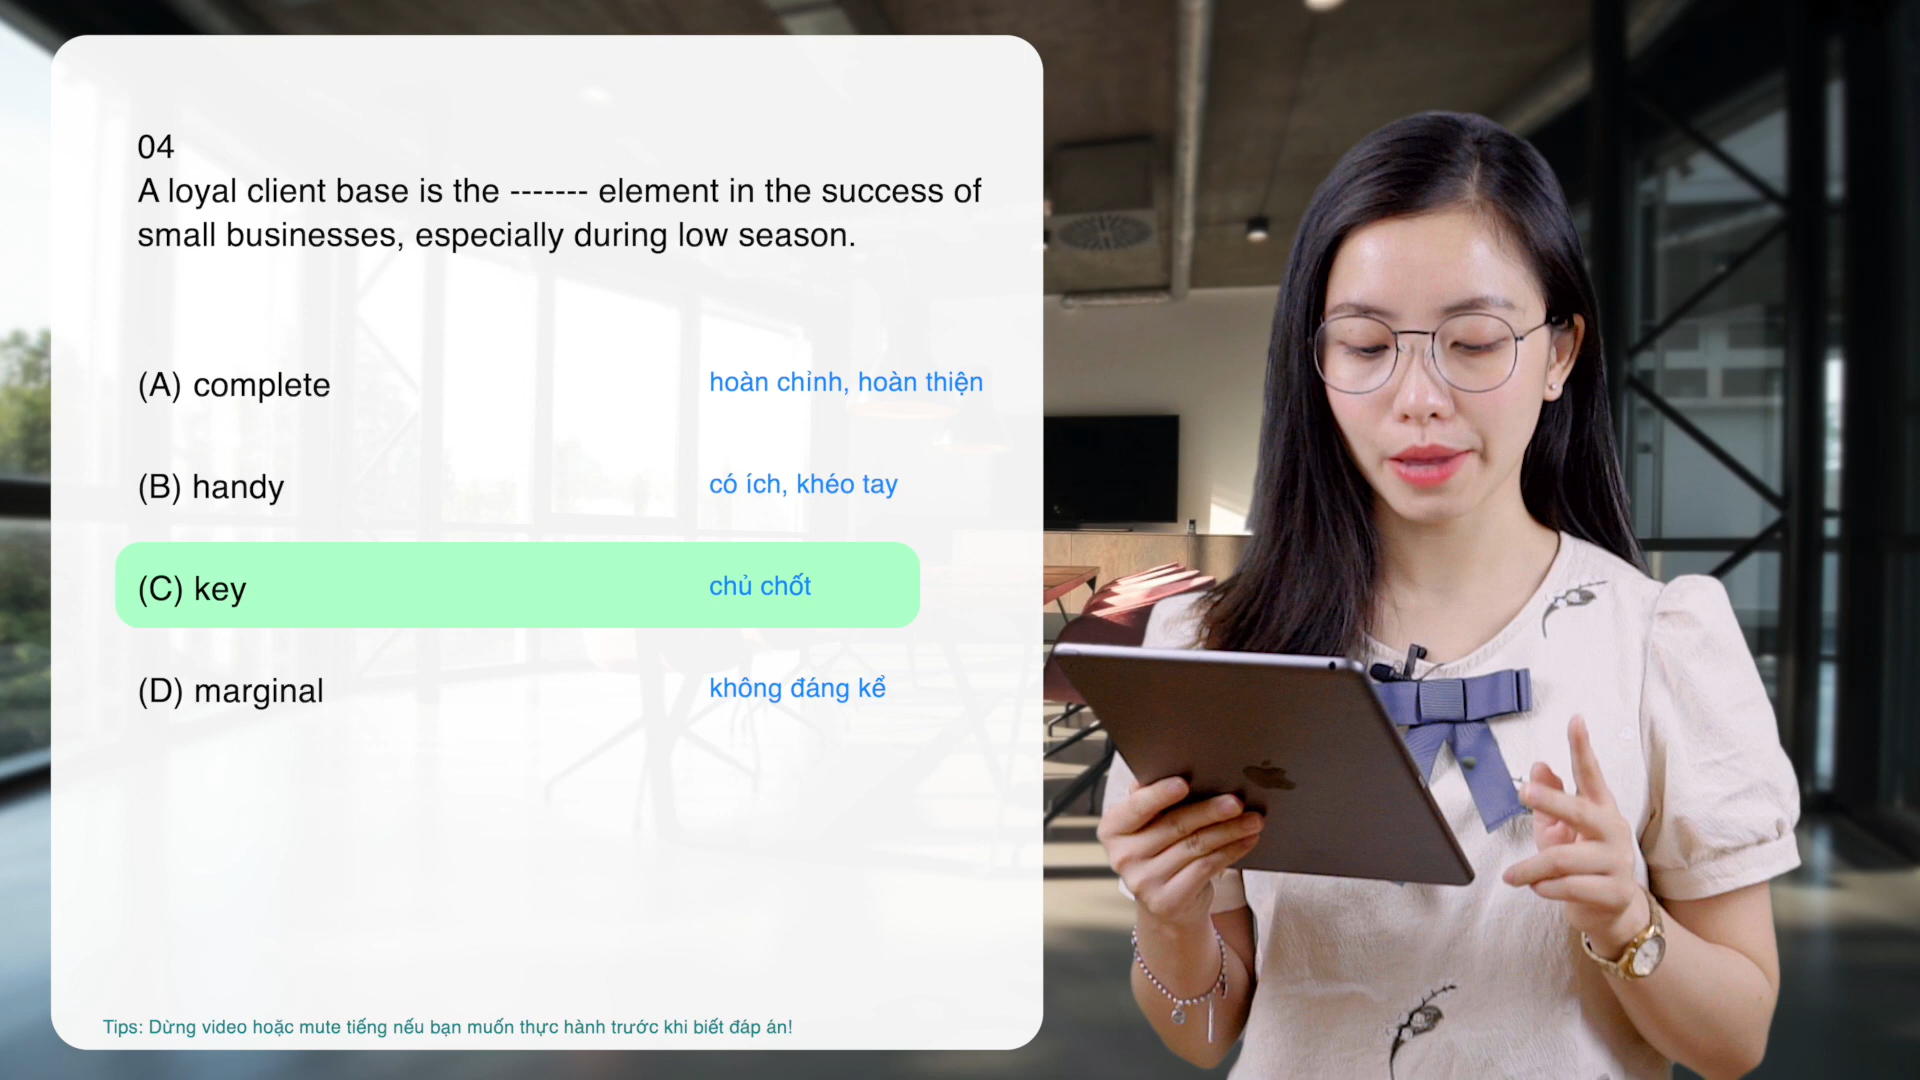 04
A loyal client base is the ------- element in the success of
small businesses, especially during low season.
(A) complete hoàn chỉnh, hoàn thiện
(B) handy có ích, khéo tay
(C) key chủ chốt
(D) marginal không đáng kể
Tips: Dừng video hoặc mute tiếng nếu bạn muốn thực hành trước khi biết đáp án!